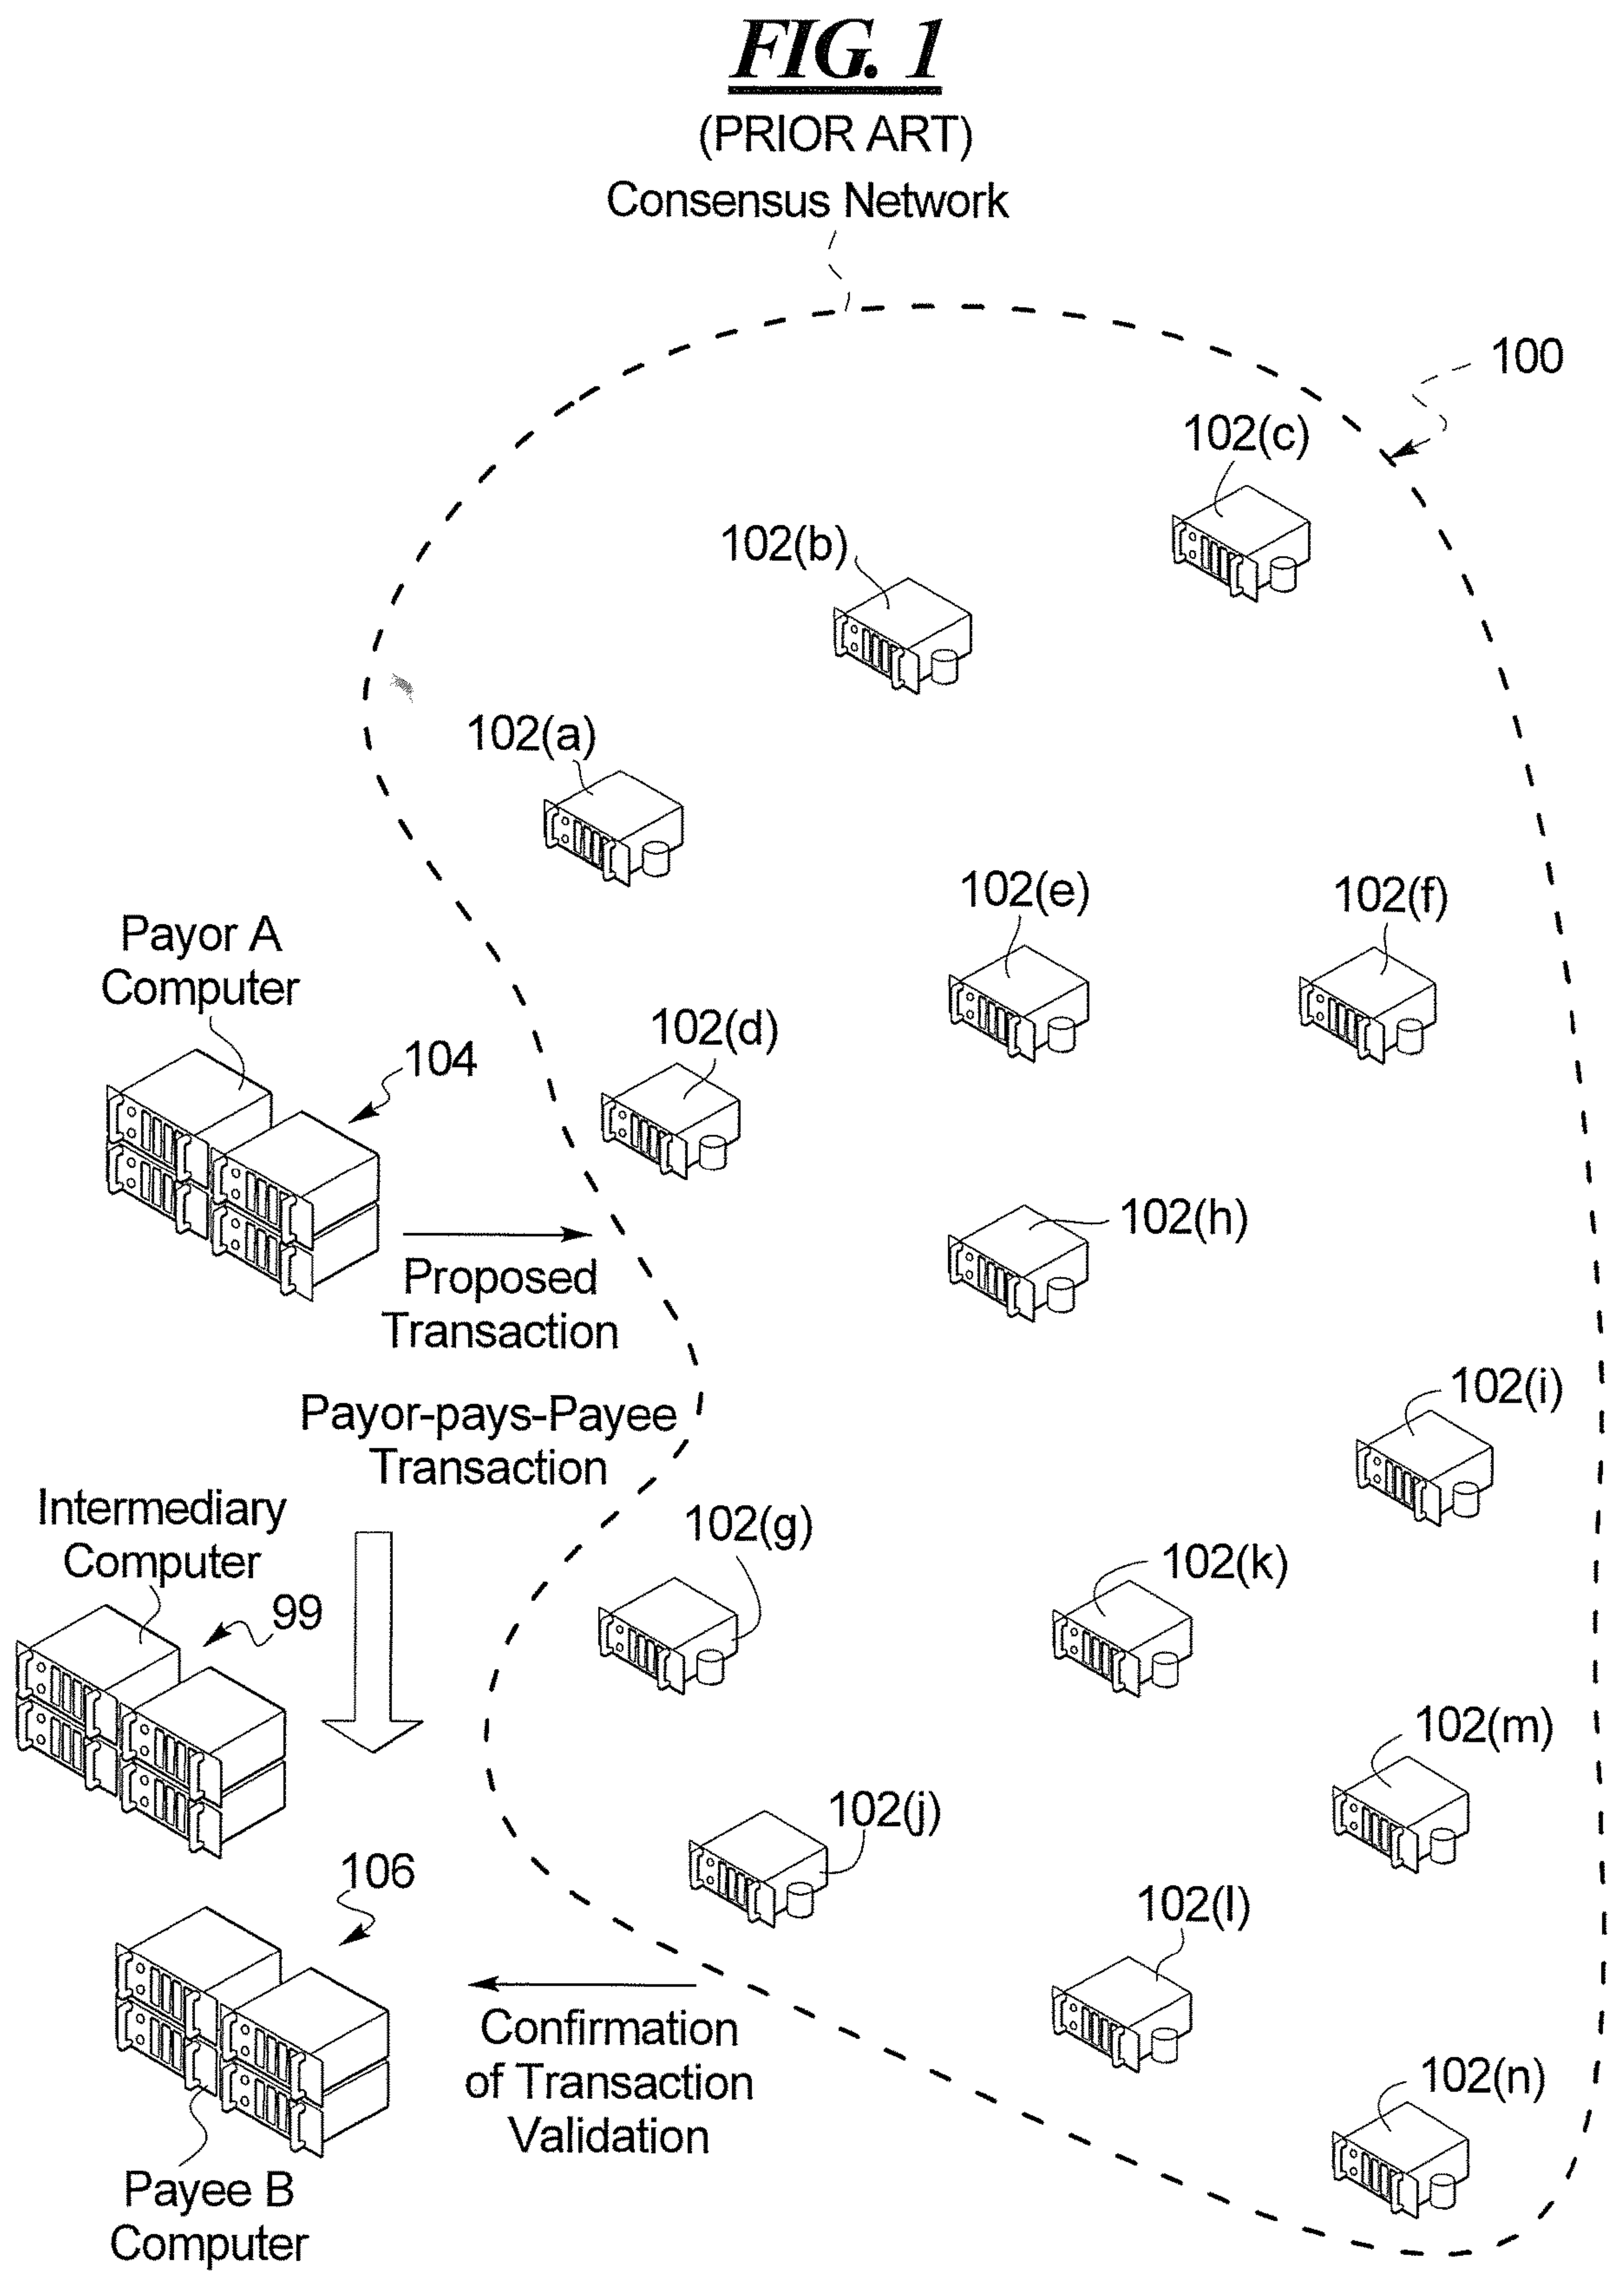 FIG. 1
(PRIOR ART)
Consensus Network
100
102(c)
102(b)
102(a)
102(e)
102(f)
Payor A
Computer
104
102(d)
102(h)
Proposed
Transaction
102(i)
Payor-pays-Payee
Transaction
Intermediary
Computer
99
102(g)
102(k)
102(m)
102(j)
106
102(l)
Confirmation
of Transaction
Validation
102(n)
Payee B
Computer